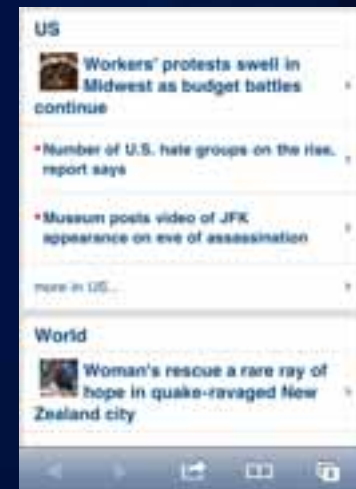 US
Workers' protests swell in
Midwest as budget battles
continue
Number of U.S. hate groups on the rise,
report says
Museum posts video of JFK
appearance on eve of assassination
more in US...
World
Woman's rescue a rare ray of
hope in quake-ravaged New
Zealand city